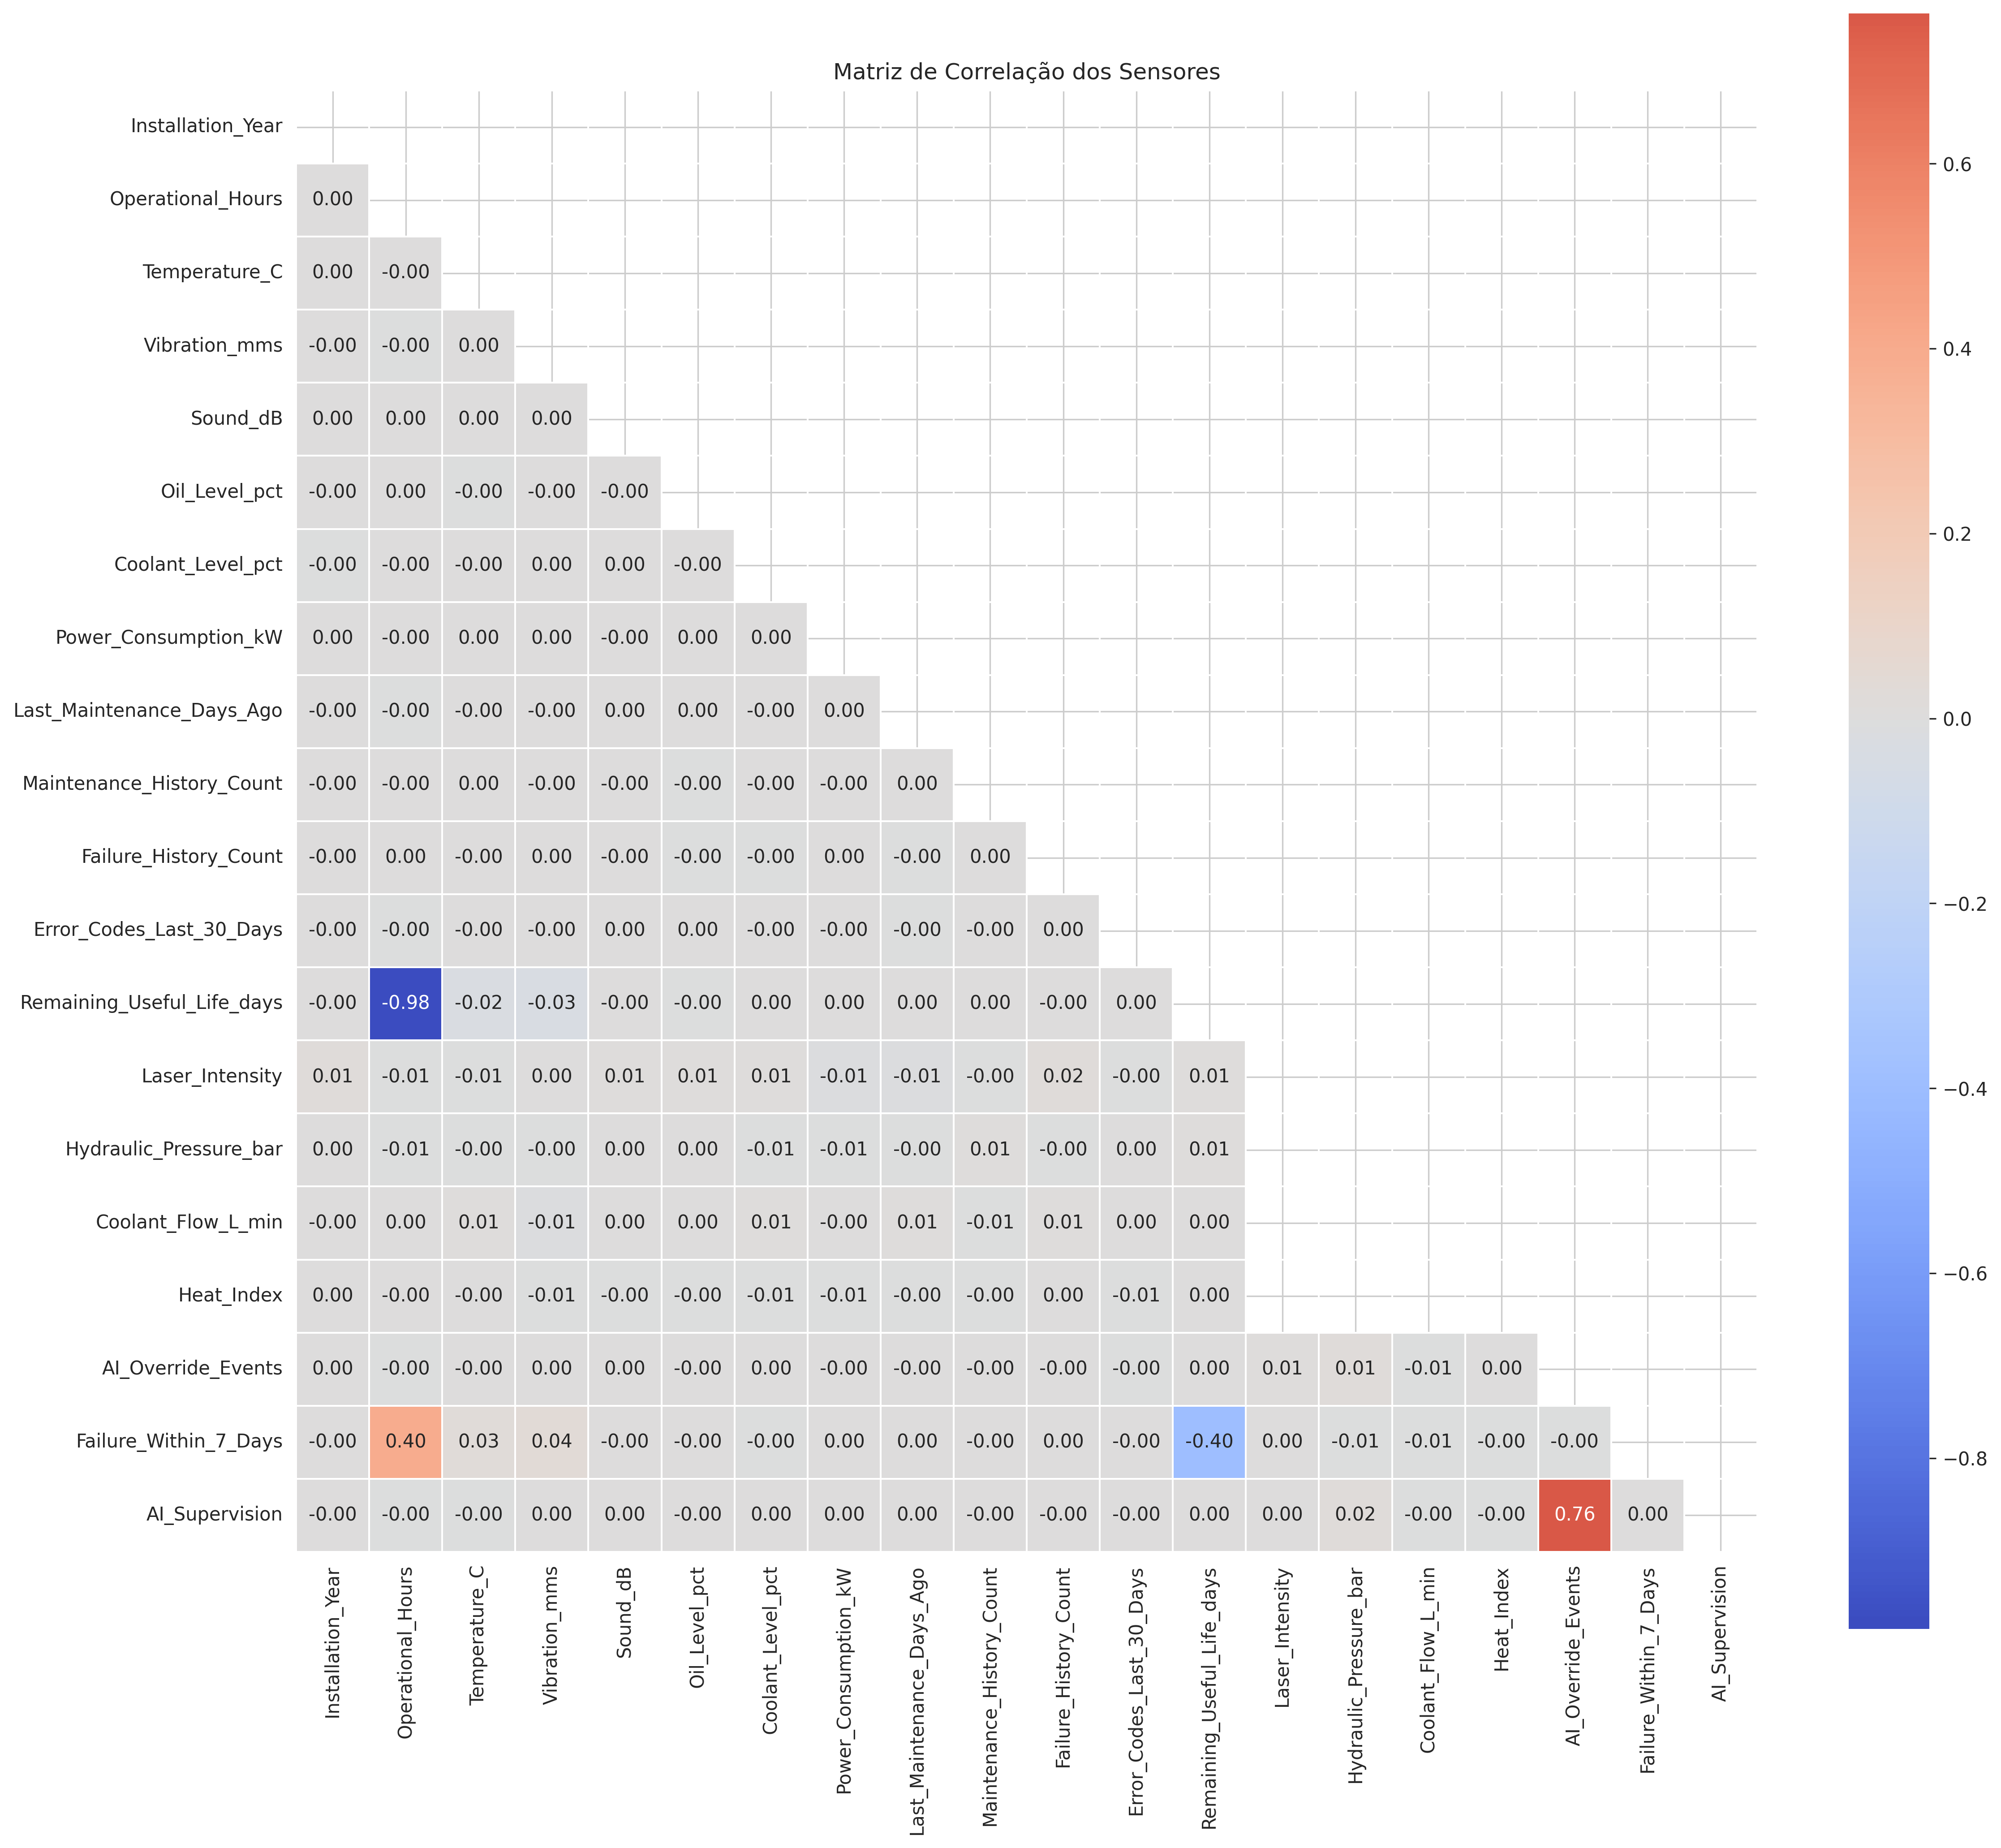 Matriz de Correlação dos Sensores
Installation_Year
Operational_Hours 0.00
Temperature_C 0.00 -0.00
Vibration_mms -0.00 -0.00 0.00
Sound_dB 0.00 0.00 0.00 0.00
Oil_Level_pct -0.00 0.00 -0.00 -0.00 -0.00
Coolant_Level_pct -0.00 -0.00 -0.00 0.00 0.00 -0.00
Power_Consumption_kW 0.00 -0.00 0.00 0.00 -0.00 0.00 0.00
Last_Maintenance_Days_Ago -0.00 -0.00 -0.00 -0.00 0.00 0.00 -0.00 0.00
Maintenance_History_Count -0.00 -0.00 0.00 -0.00 -0.00 -0.00 -0.00 -0.00 0.00
Failure_History_Count -0.00 0.00 -0.00 0.00 -0.00 -0.00 -0.00 0.00 -0.00 0.00
Error_Codes_Last_30_Days -0.00 -0.00 -0.00 -0.00 0.00 0.00 -0.00 -0.00 -0.00 -0.00 0.00
Remaining_Useful_Life_days -0.00 -0.98 -0.02 -0.03 -0.00 -0.00 0.00 0.00 0.00 0.00 -0.00 0.00
Laser_Intensity 0.01 -0.01 -0.01 0.00 0.01 0.01 0.01 -0.01 -0.01 -0.00 0.02 -0.00 0.01
Hydraulic_Pressure_bar 0.00 -0.01 -0.00 -0.00 0.00 0.00 -0.01 -0.01 -0.00 0.01 -0.00 0.00 0.01
Coolant_Flow_L_min -0.00 0.00 0.01 -0.01 0.00 0.00 0.01 -0.00 0.01 -0.01 0.01 0.00 0.00
Heat_Index 0.00 -0.00 -0.00 -0.01 -0.00 -0.00 -0.01 -0.01 -0.00 -0.00 0.00 -0.01 0.00
AI_Override_Events 0.00 -0.00 -0.00 0.00 0.00 -0.00 0.00 -0.00 -0.00 -0.00 -0.00 -0.00 0.00 0.01 0.01 -0.01 0.00
Failure_Within_7_Days -0.00 0.40 0.03 0.04 -0.00 -0.00 -0.00 0.00 0.00 -0.00 0.00 -0.00 -0.40 0.00 -0.01 -0.01 -0.00 -0.00
AI_Supervision -0.00 -0.00 -0.00 0.00 0.00 -0.00 0.00 0.00 0.00 -0.00 -0.00 -0.00 0.00 0.00 0.02 -0.00 -0.00 0.76 0.00
Installation_Year
Operational_Hours
Temperature_C
Vibration_mms
Sound_dB
Oil_Level_pct
Coolant_Level_pct
Power_Consumption_kW
Last_Maintenance_Days_Ago
Maintenance_History_Count
Failure_History_Count
Error_Codes_Last_30_Days
Remaining_Useful_Life_days
Laser_Intensity
Hydraulic_Pressure_bar
Coolant_Flow_L_min
Heat_Index
AI_Override_Events
Failure_Within_7_Days
AI_Supervision
0.6
0.4
0.2
0.0
−0.2
−0.4
−0.6
−0.8